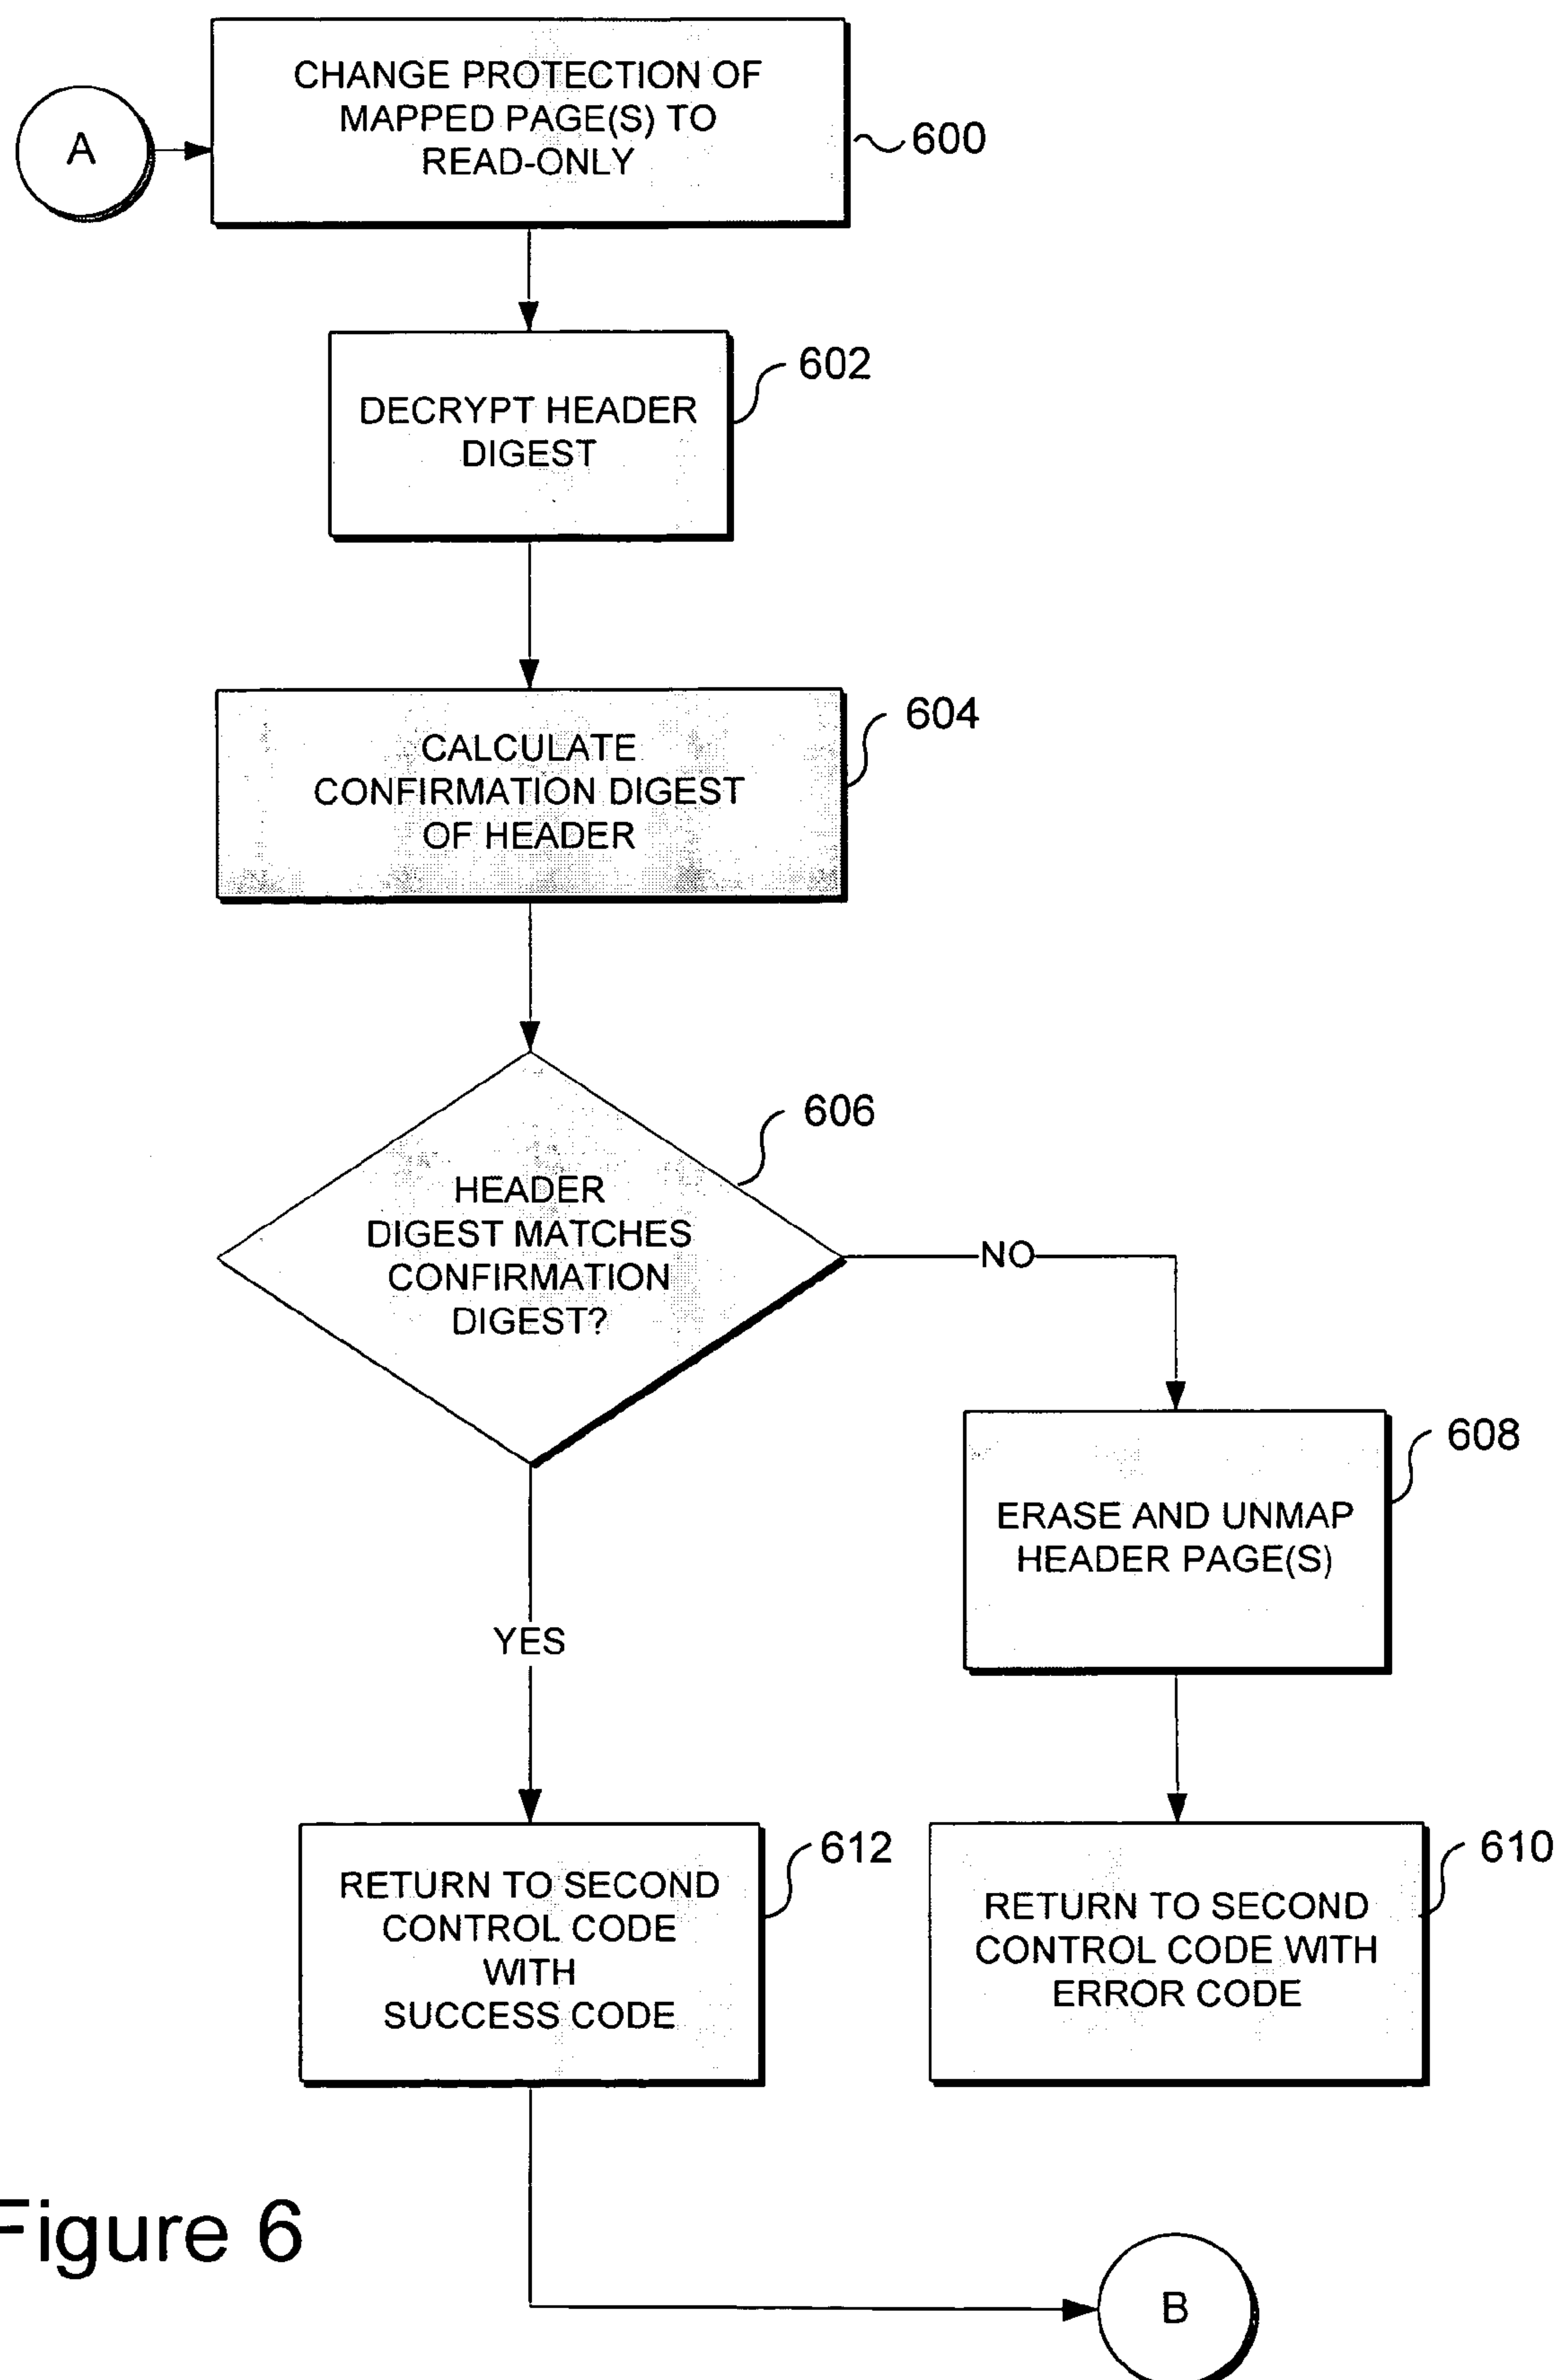 CHANGE PROTECTION OF
MAPPED PAGE(S) TO
READ-ONLY
600
A
DECRYPT HEADER
DIGEST
602
CALCULATE
CONFIRMATION DIGEST
OF HEADER
604
HEADER
DIGEST MATCHES
CONFIRMATION
DIGEST?
606
NO
ERASE AND UNMAP
HEADER PAGE(S)
608
YES
RETURN TO SECOND
CONTROL CODE
WITH
SUCCESS CODE
612
RETURN TO SECOND
CONTROL CODE WITH
ERROR CODE
610
Figure 6
B